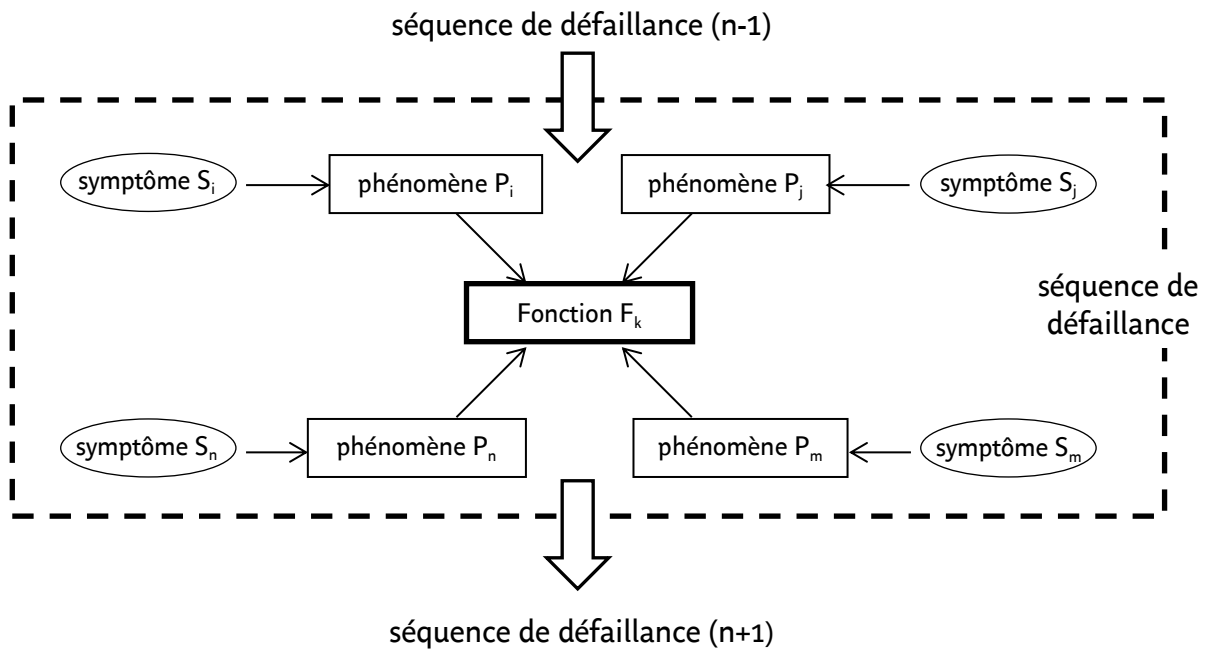 séquence de défaillance (n-1)
symptôme Si
phénomène Pi
phénomène Pj
symptôme Sj
Fonction Fk
séquence de
défaillance
symptôme Sn
phénomène Pn
phénomène Pm
symptôme Sm
séquence de défaillance (n+1)